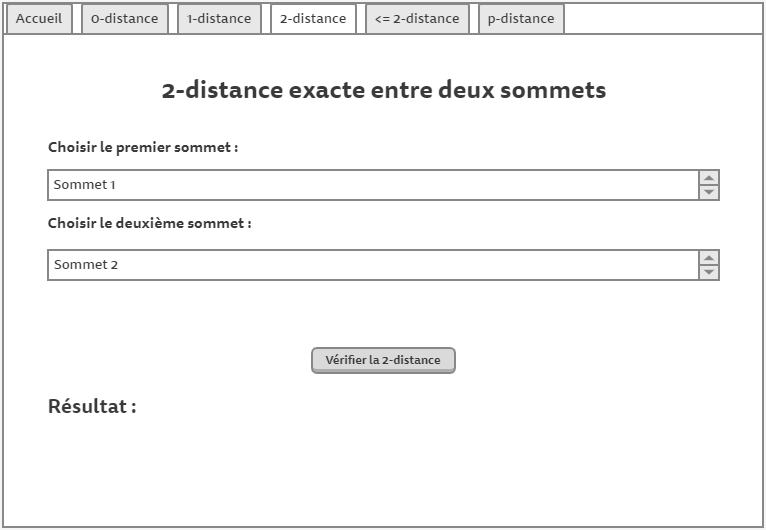 Accueil 0-distance 1-distance 2-distance <= 2-distance p-distance
2-distance exacte entre deux sommets
Choisir le premier sommet :
Sommet 1
Choisir le deuxième sommet :
Sommet 2
Vérifier la 2-distance
Résultat :